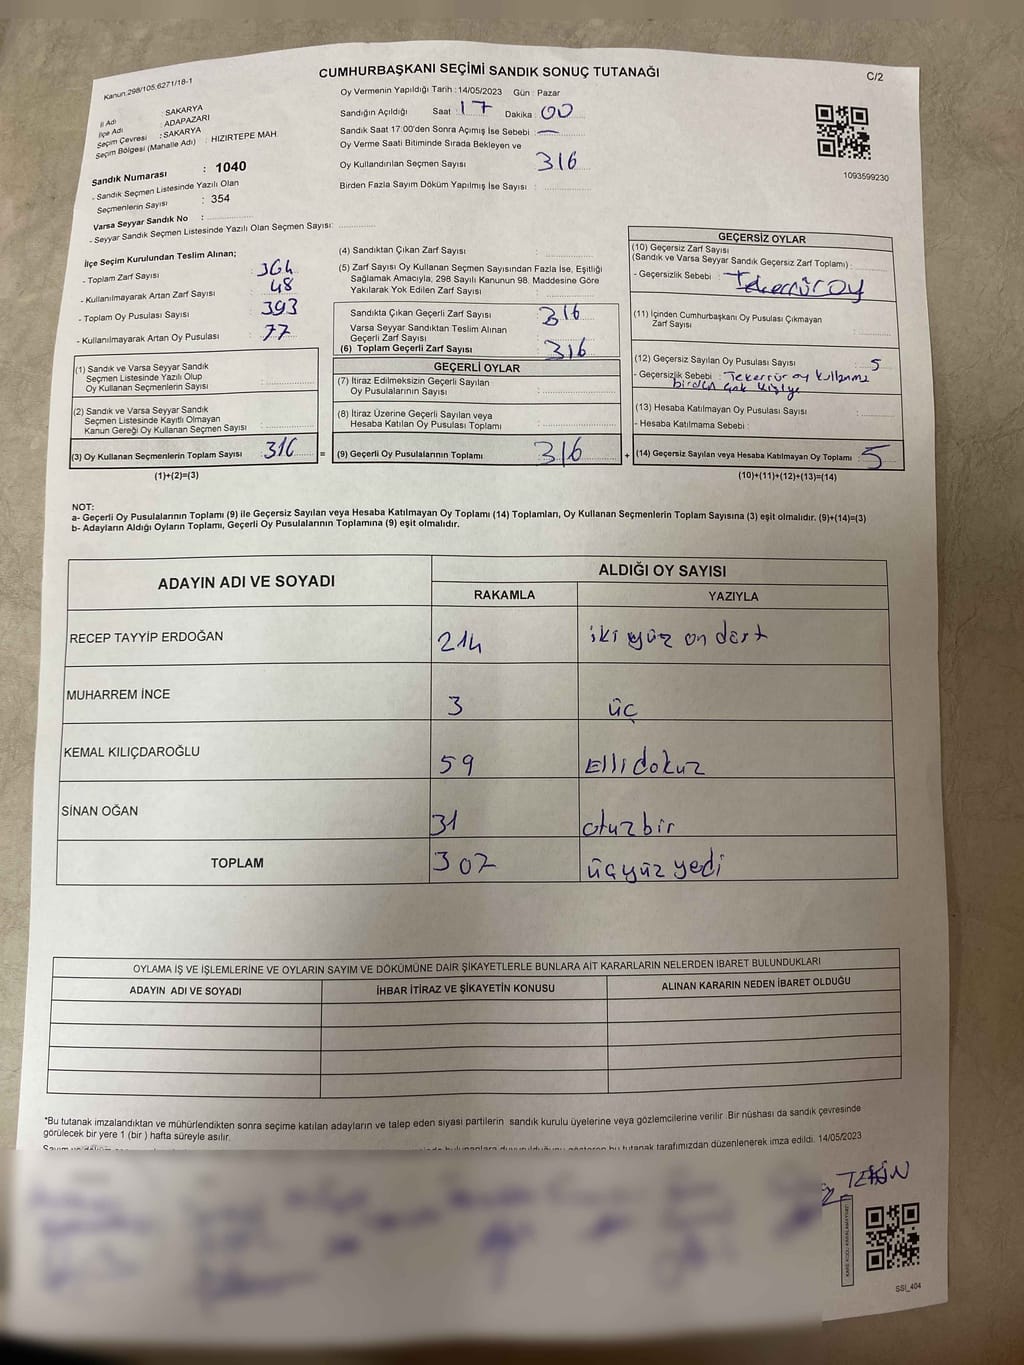 Kanun:298/105,6271/18-1
CUMHURBAŞKANI SEÇİMİ SANDIK SONUÇ TUTANAĞI
C/2
İl Adı : SAKARYA
İlçe Adı : ADAPAZARI
Seçim Çevresi : SAKARYA
Seçim Bölgesi (Mahalle Adı) : HIZIRTEPE MAH.
Sandık Numarası : 1040
- Sandık Seçmen Listesinde Yazılı Olan
Seçmenlerin Sayısı : 354
Varsa Seyyar Sandık No :
- Seyyar Sandık Seçmen Listesinde Yazılı Olan Seçmen Sayısı:
Oy Vermenin Yapıldığı Tarih : 14/05/2023 Gün : Pazar
Sandığın Açıldığı Saat : 17 Dakika : 00
Sandık Saat 17:00'den Sonra Açımış İse Sebebi : —
Oy Verme Saati Bitiminde Sırada Bekleyen ve
Oy Kullandırılan Seçmen Sayısı : 316
Birden Fazla Sayım Döküm Yapılmış İse Sayısı :
1093599230
İlçe Seçim Kurulundan Teslim Alınan;
- Toplam Zarf Sayısı : 364
- Kullanılmayarak Artan Zarf Sayısı : 48
- Toplam Oy Pusulası Sayısı : 393
- Kullanılmayarak Artan Oy Pusulası : 77
(1) Sandık ve Varsa Seyyar Sandık
Seçmen Listesinde Yazılı Olup
Oy Kullanan Seçmenlerin Sayısı :
(2) Sandık ve Varsa Seyyar Sandık
Seçmen Listesinde Kayıtlı Olmayan
Kanun Gereği Oy Kullanan Seçmen Sayısı :
(3) Oy Kullanan Seçmenlerin Toplam Sayısı : 316 =
(1)+(2)=(3)
(4) Sandıktan Çıkan Zarf Sayısı :
(5) Zarf Sayısı Oy Kullanan Seçmen Sayısından Fazla İse, Eşitliği
Sağlamak Amacıyla; 298 Sayılı Kanunun 98. Maddesine Göre
Yakılarak Yok Edilen Zarf Sayısı :
Sandıkta Çıkan Geçerli Zarf Sayısı : 316
Varsa Seyyar Sandıktan Teslim Alınan
Geçerli Zarf Sayısı :
(6) Toplam Geçerli Zarf Sayısı : 316
GEÇERLİ OYLAR
(7) İtiraz Edilmeksizin Geçerli Sayılan
Oy Pusulasının Sayısı :
(8) İtiraz Üzerine Geçerli Sayılan veya
Hesaba Katılan Oy Pusulası Toplamı :
(9) Geçerli Oy Pusulalarının Toplamı : 316 +
GEÇERSİZ OYLAR
(10) Geçersiz Zarf Sayısı
(Sandık ve Varsa Seyyar Sandık Geçersiz Zarf Toplamı) :
- Geçersizlik Sebebi : Tekerrür oy
(11) İçinden Cumhurbaşkanı Oy Pusulası Çıkmayan
Zarf Sayısı :
(12) Geçersiz Sayılan Oy Pusulası Sayısı : 5
- Geçersizlik Sebebi : Tekerrür oy kullanma
birden çok kişiye
(13) Hesaba Katılmayan Oy Pusulası Sayısı :
- Hesaba Katılmama Sebebi :
(14) Geçersiz Sayılan veya Hesaba Katılmayan Oy Toplamı : 5
(10)+(11)+(12)+(13)=(14)
NOT:
a- Geçerli Oy Pusulalarının Toplamı (9) ile Geçersiz Sayılan veya Hesaba Katılmayan Oy Toplamı (14) Toplamları, Oy Kullanan Seçmenlerin Toplam Sayısına (3) eşit olmalıdır. (9)+(14)=(3)
b- Adayların Aldığı Oyların Toplamı, Geçerli Oy Pusulalarının Toplamına (9) eşit olmalıdır.
ADAYIN ADI VE SOYADI
ALDIĞI OY SAYISI
RAKAMLA YAZIYLA
RECEP TAYYİP ERDOĞAN 214 iki yüz on dört
MUHARREM İNCE 3 üç
KEMAL KILIÇDAROĞLU 59 Elli dokuz
SİNAN OĞAN 31 otuz bir
TOPLAM 307 üçyüz yedi
OYLAMA İŞ VE İŞLEMLERİNE VE OYLARIN SAYIM VE DÖKÜMÜNE DAİR ŞİKAYETLERLE BUNLARA AİT KARARLARIN NELERDEN İBARET BULUNDUKLARI
ADAYIN ADI VE SOYADI İHBAR İTİRAZ VE ŞİKAYETİN KONUSU ALINAN KARARIN NEDEN İBARET OLDUĞU
*Bu tutanak imzalandıktan ve mühürlendikten sonra seçime katılan adayların ve talep eden siyasi partilerin sandık kurulu üyelerine veya gözlemcilerine verilir .Bir nüshası da sandık çevresinde
görülecek bir yere 1 (bir) hafta süreyle asılır.
bu tutanak tarafımızdan düzenlenerek imza edildi. 14/05/2023
TEKİN
SSI_404